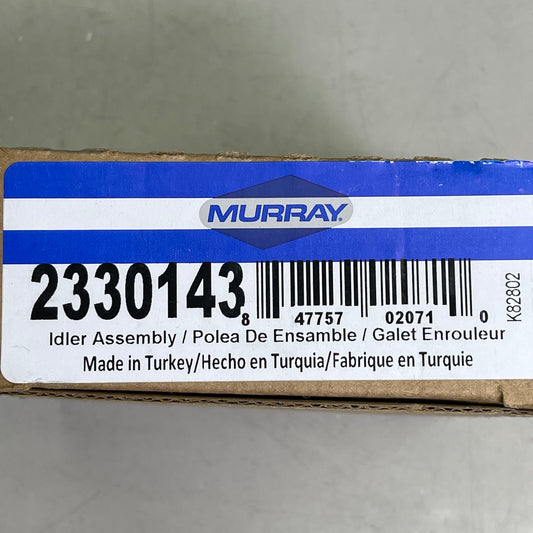 MURRAY
2330143
8 47757 02071 0
K82802
Idler Assembly / Polea De Ensamble / Galet Enrouleur
Made in Turkey/Hecho en Turquia/Fabrique en Turquie